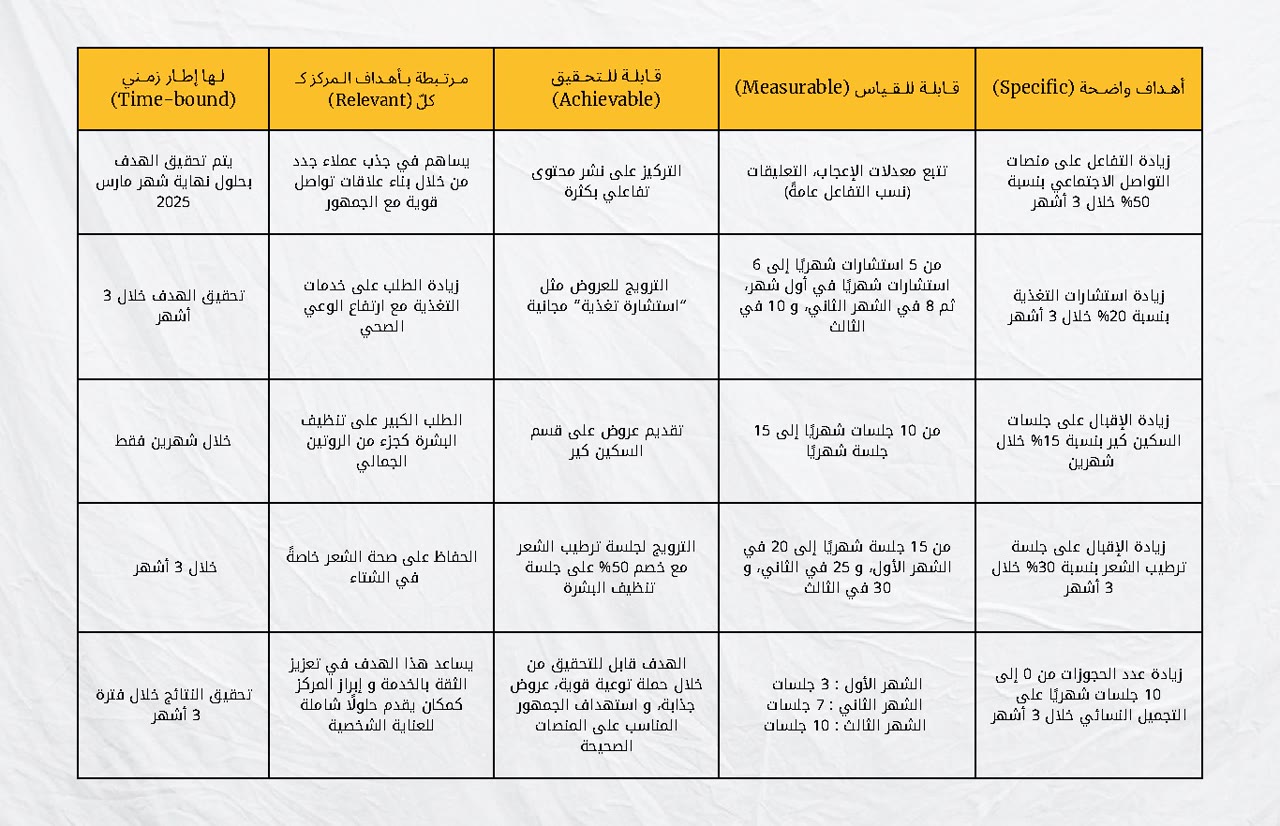 أهداف واضحة (Specific)
قابلة للقياس (Measurable)
قابلة للتحقيق
(Achievable)
مرتبطة بأهداف المركز كـ
كلّ (Relevant)
لها إطار زمني
(Time-bound)
زيادة التفاعل على منصات
التواصل الاجتماعي بنسبة
50% خلال 3 أشهر
تتبع معدلات الإعجاب، التعليقات
(نسب التفاعل عامةً)
التركيز على نشر محتوى
تفاعلي بكثرة
يساهم في جذب عملاء جدد
من خلال بناء علاقات تواصل
قوية مع الجمهور
يتم تحقيق الهدف
بحلول نهاية شهر مارس
2025
زيادة استشارات التغذية
بنسبة 20% خلال 3 أشهر
من 5 استشارات شهريًا إلى 6
استشارات شهريًا في أول شهر،
ثم 8 في الشهر الثاني، و 10 في
الثالث
الترويج للعروض مثل
“استشارة تغذية” مجانية
زيادة الطلب على خدمات
التغذية مع ارتفاع الوعي
الصحي
تحقيق الهدف خلال 3
أشهر
زيادة الإقبال على جلسات
السكين كير بنسبة 15% خلال
شهرين
من 10 جلسات شهريًا إلى 15
جلسة شهريًا
تقديم عروض على قسم
السكين كير
الطلب الكبير على تنظيف
البشرة كجزء من الروتين
الجمالي
خلال شهرين فقط
زيادة الإقبال على جلسة
ترطيب الشعر بنسبة 30% خلال
3 أشهر
من 15 جلسة شهريًا إلى 20 في
الشهر الأول، و 25 في الثاني، و
30 في الثالث
الترويج لجلسة ترطيب الشعر
مع خصم 50% على جلسة
تنظيف البشرة
الحفاظ على صحة الشعر خاصةً
في الشتاء
خلال 3 أشهر
زيادة عدد الحجوزات من 0 إلى
10 جلسات شهريًا على
التجميل النسائي خلال 3 أشهر
الشهر الأول : 3 جلسات
الشهر الثاني : 7 جلسات
الشهر الثالث : 10 جلسات
الهدف قابل للتحقيق من
خلال حملة توعية قوية، عروض
جذابة، و استهداف الجمهور
المناسب على المنصات
الصحيحة
يساعد هذا الهدف في تعزيز
الثقة بالخدمة و إبراز المركز
كمكان يقدم حلولًا شاملة
للعناية الشخصية
تحقيق النتائج خلال فترة
3 أشهر